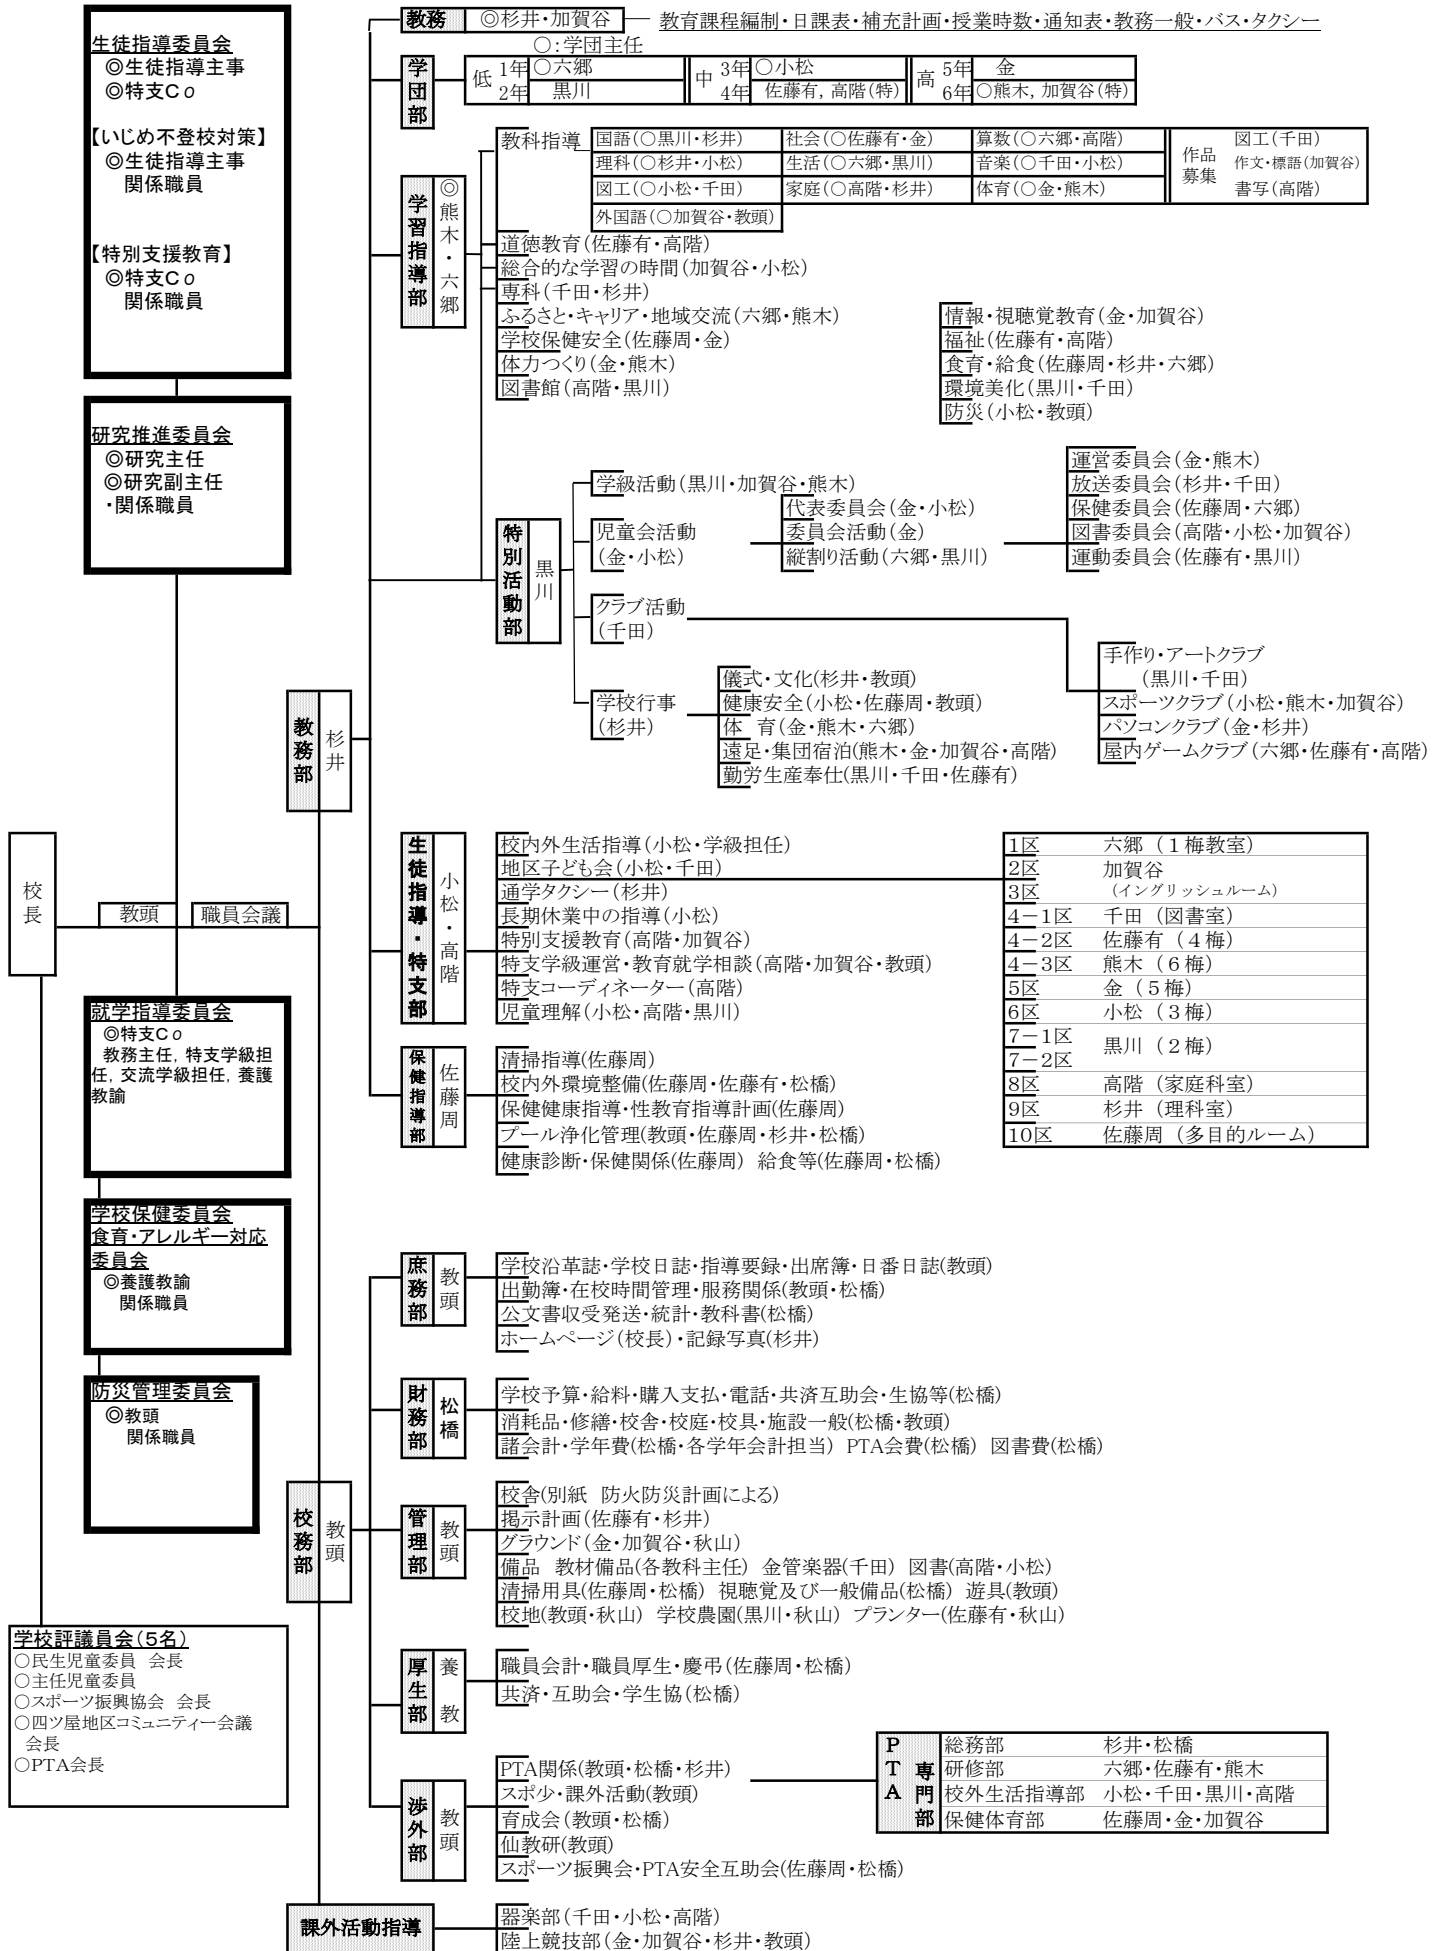 生徒指導委員会
◎生徒指導主事
◎特支Co
【いじめ不登校対策】
◎生徒指導主事
関係職員
【特別支援教育】
◎特支Co
関係職員
研究推進委員会
◎研究主任
◎研究副主任
・関係職員
校長
教頭
職員会議
就学指導委員会
◎特支Co
教務主任, 特支学級担
任, 交流学級担任, 養護
教諭
学校保健委員会
食育・アレルギー対応
委員会
◎養護教諭
関係職員
防災管理委員会
◎教頭
関係職員
学校評議員会(5名)
○民生児童委員 会長
○主任児童委員
○スポーツ振興協会 会長
○四ツ屋地区コミュニティー会議
会長
○PTA会長
教務部 杉井
教務 ◎杉井・加賀谷 教育課程編制・日課表・補充計画・授業時数・通知表・教務一般・バス・タクシー
○:学団主任
学団部
低 1年 ○六郷
2年 黒川
中 3年 ○小松
4年 佐藤有, 高階(特)
高 5年 金
6年 ○熊木, 加賀谷(特)
学習指導部 ◎熊木・六郷
教科指導 国語(○黒川・杉井) 社会(○佐藤有・金) 算数(○六郷・高階)
理科(○杉井・小松) 生活(○六郷・黒川) 音楽(○千田・小松)
図工(○小松・千田) 家庭(○高階・杉井) 体育(○金・熊木)
外国語(○加賀谷・教頭)
作品募集
図工(千田)
作文・標語(加賀谷)
書写(高階)
道徳教育(佐藤有・高階)
総合的な学習の時間(加賀谷・小松)
専科(千田・杉井)
ふるさと・キャリア・地域交流(六郷・熊木)
学校保健安全(佐藤周・金)
体力つくり(金・熊木)
図書館(高階・黒川)
情報・視聴覚教育(金・加賀谷)
福祉(佐藤有・高階)
食育・給食(佐藤周・杉井・六郷)
環境美化(黒川・千田)
防災(小松・教頭)
特別活動部 黒川
学級活動(黒川・加賀谷・熊木)
児童会活動
(金・小松)
代表委員会(金・小松)
委員会活動(金)
縦割り活動(六郷・黒川)
運営委員会(金・熊木)
放送委員会(杉井・千田)
保健委員会(佐藤周・六郷)
図書委員会(高階・小松・加賀谷)
運動委員会(佐藤有・黒川)
クラブ活動
(千田)
手作り・アートクラブ
(黒川・千田)
スポーツクラブ(小松・熊木・加賀谷)
パソコンクラブ(金・杉井)
屋内ゲームクラブ(六郷・佐藤有・高階)
学校行事
(杉井)
儀式・文化(杉井・教頭)
健康安全(小松・佐藤周・教頭)
体 育(金・熊木・六郷)
遠足・集団宿泊(熊木・金・加賀谷・高階)
勤労生産奉仕(黒川・千田・佐藤有)
生徒指導・特支部 小松・高階
校内外生活指導(小松・学級担任)
地区子ども会(小松・千田)
通学タクシー(杉井)
長期休業中の指導(小松)
特別支援教育(高階・加賀谷)
特支学級運営・教育就学相談(高階・加賀谷・教頭)
特支コーディネーター(高階)
児童理解(小松・高階・黒川)
1区 六郷 (1梅教室)
2区 加賀谷
3区 (イングリッシュルーム)
4-1区 千田 (図書室)
4-2区 佐藤有 (4梅)
4-3区 熊木 (6梅)
5区 金 (5梅)
6区 小松 (3梅)
7-1区
7-2区 黒川 (2梅)
8区 高階 (家庭科室)
9区 杉井 (理科室)
10区 佐藤周 (多目的ルーム)
保健指導部 佐藤周
清掃指導(佐藤周)
校内外環境整備(佐藤周・佐藤有・松橋)
保健健康指導・性教育指導計画(佐藤周)
プール浄化管理(教頭・佐藤周・杉井・松橋)
健康診断・保健関係(佐藤周) 給食等(佐藤周・松橋)
校務部 教頭
庶務部 教頭
学校沿革誌・学校日誌・指導要録・出席簿・日番日誌(教頭)
出勤簿・在校時間管理・服務関係(教頭・松橋)
公文書収受発送・統計・教科書(松橋)
ホームページ(校長)・記録写真(杉井)
財務部 松橋
学校予算・給料・購入支払・電話・共済互助会・生協等(松橋)
消耗品・修繕・校舎・校庭・校具・施設一般(松橋・教頭)
諸会計・学年費(松橋・各学年会計担当) PTA会費(松橋) 図書費(松橋)
管理部 教頭
校舎(別紙 防火防災計画による)
掲示計画(佐藤有・杉井)
グラウンド(金・加賀谷・秋山)
備品 教材備品(各教科主任) 金管楽器(千田) 図書(高階・小松)
清掃用具(佐藤周・松橋) 視聴覚及び一般備品(松橋) 遊具(教頭)
校地(教頭・秋山) 学校農園(黒川・秋山) プランター(佐藤有・秋山)
厚生部 養教
職員会計・職員厚生・慶弔(佐藤周・松橋)
共済・互助会・学生協(松橋)
渉外部 教頭
PTA関係(教頭・松橋・杉井)
スポ少・課外活動(教頭)
育成会(教頭・松橋)
仙教研(教頭)
スポーツ振興会・PTA安全互助会(佐藤周・松橋)
PTA専門部
総務部 杉井・松橋
研修部 六郷・佐藤有・熊木
校外生活指導部 小松・千田・黒川・高階
保健体育部 佐藤周・金・加賀谷
課外活動指導
器楽部(千田・小松・高階)
陸上競技部(金・加賀谷・杉井・教頭)